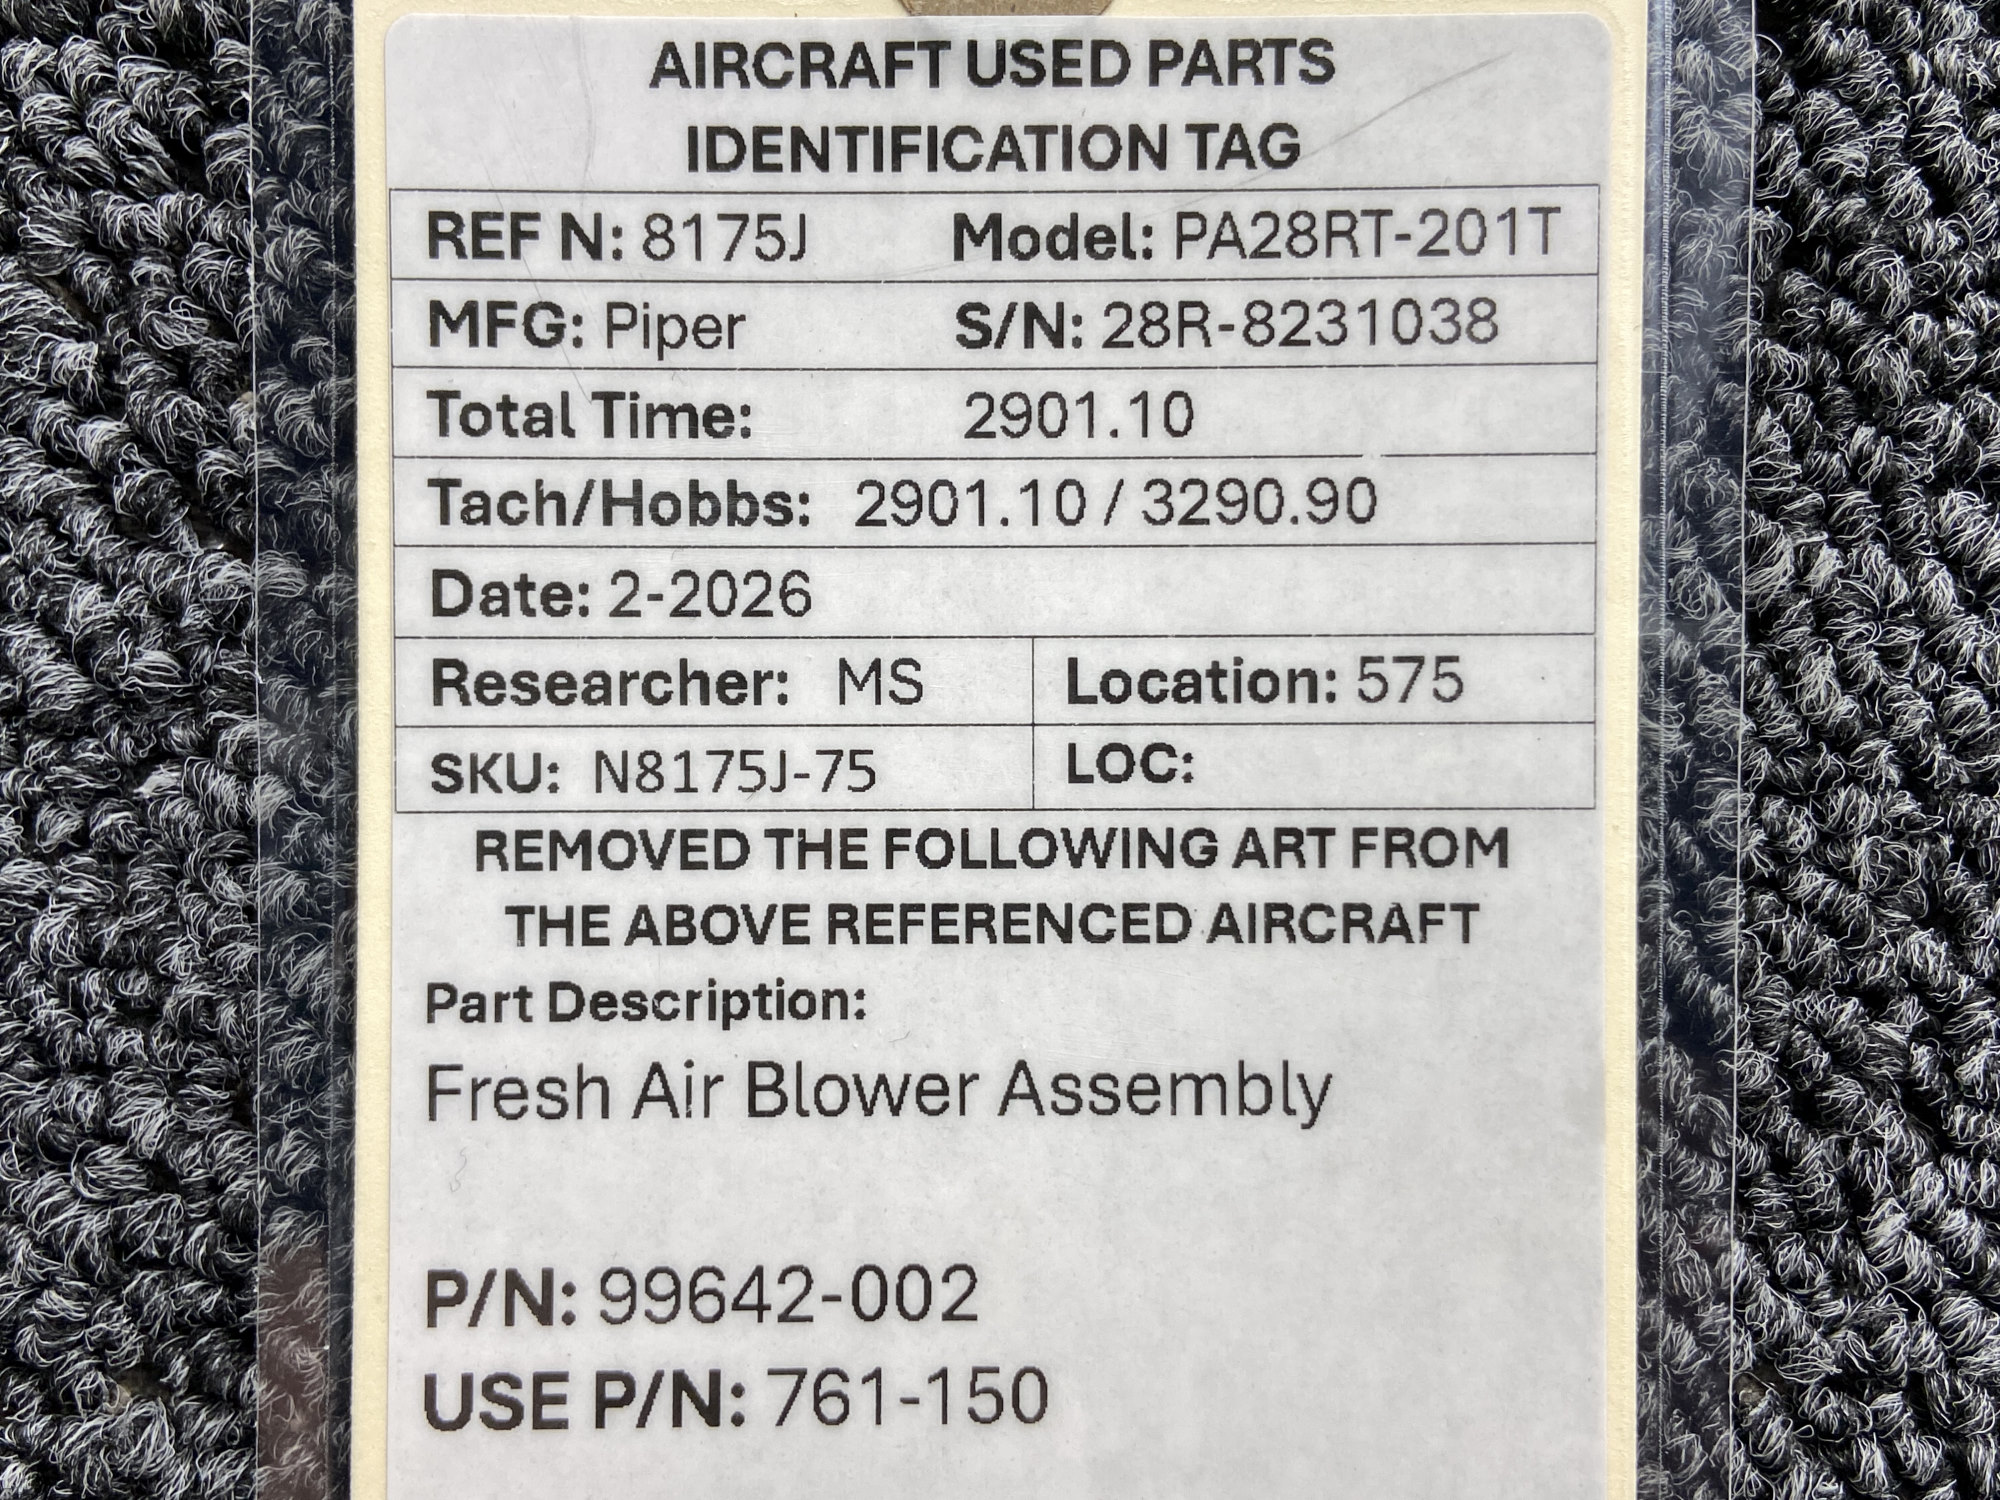 AIRCRAFT USED PARTS
IDENTIFICATION TAG
REF N: 8175J Model: PA28RT-201T
MFG: Piper S/N: 28R-8231038
Total Time: 2901.10
Tach/Hobbs: 2901.10 / 3290.90
Date: 2-2026
Researcher: MS Location: 575
SKU: N8175J-75 LOC:
REMOVED THE FOLLOWING ART FROM
THE ABOVE REFERENCED AIRCRAFT
Part Description:
Fresh Air Blower Assembly
P/N: 99642-002
USE P/N: 761-150